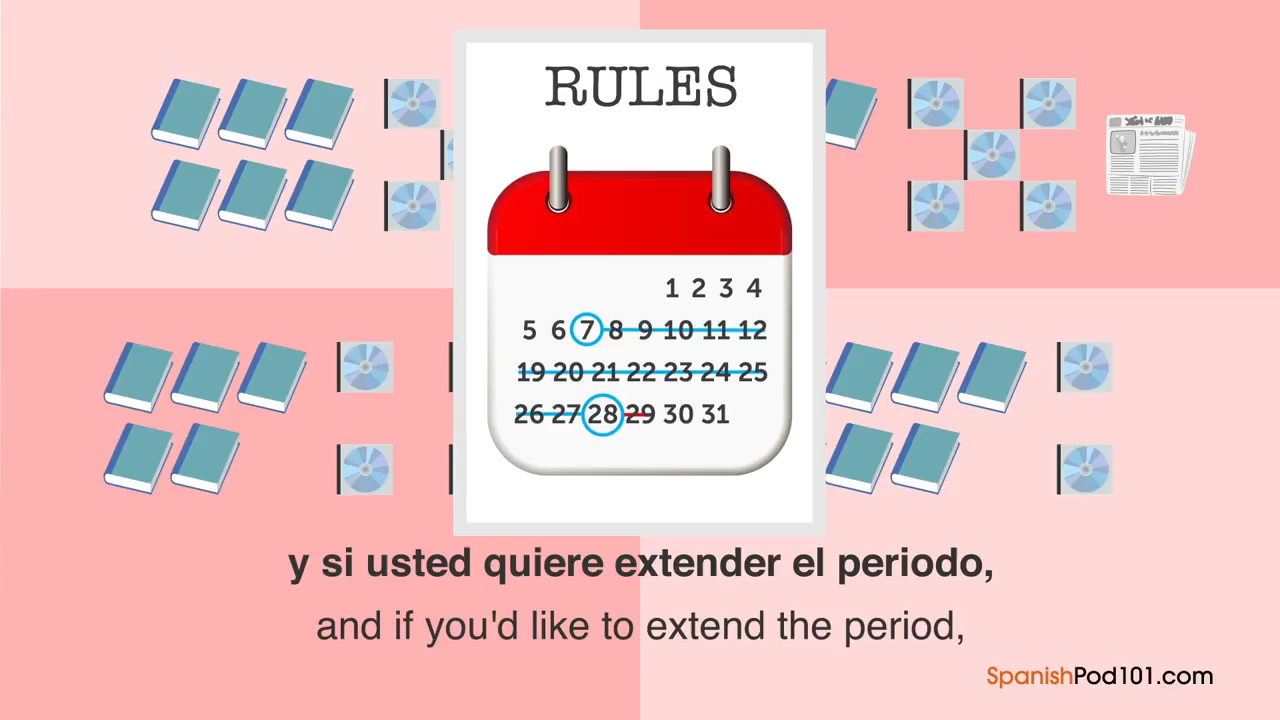 RULES
1 2 3 4
5 6 7 8 9 10 11 12
19 20 21 22 23 24 25
26 27 28 29 30 31
y si usted quiere extender el periodo,
and if you'd like to extend the period,
SpanishPod101.com